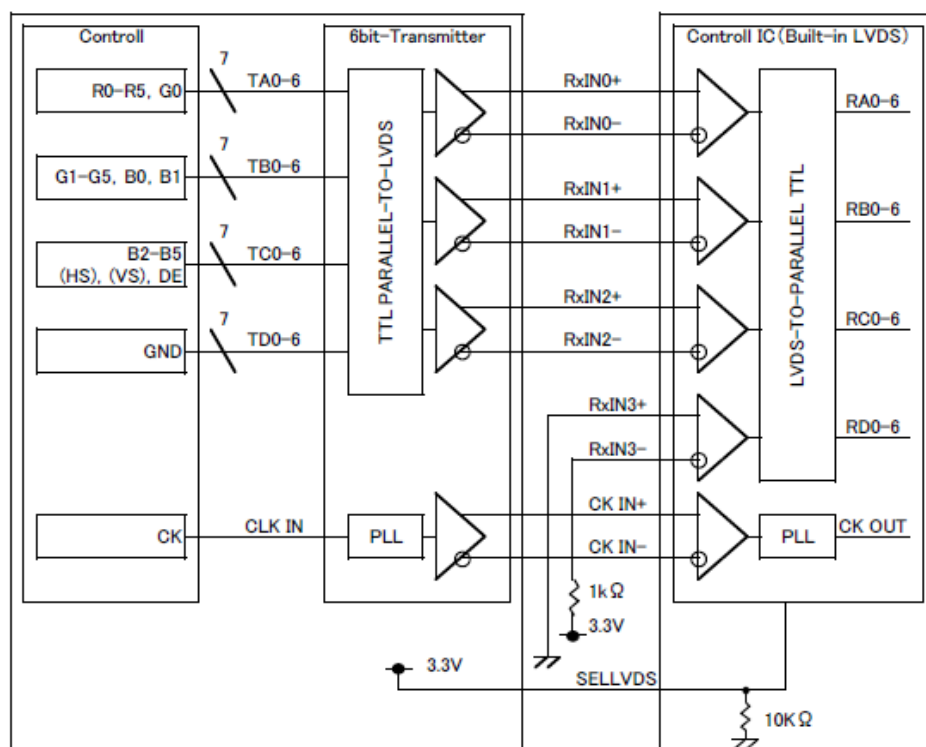 Controll
6bit-Transmitter
Controll IC(Built-in LVDS)
7
R0-R5, G0
TA0-6
RxIN0+
RA0-6
RxIN0-
7
G1-G5, B0, B1
TB0-6
RxIN1+
RB0-6
RxIN1-
7
B2-B5
(HS), (VS), DE
TC0-6
RxIN2+
RC0-6
7
GND
TD0-6
RxIN2-
TTL PARALLEL-TO-LVDS
LVDS-TO-PARALLEL TTL
RxIN3+
RD0-6
RxIN3-
CK IN+
CK
CLK IN
PLL
PLL
CK OUT
CK IN-
1kΩ
3.3V
3.3V
SELLVDS
10KΩ